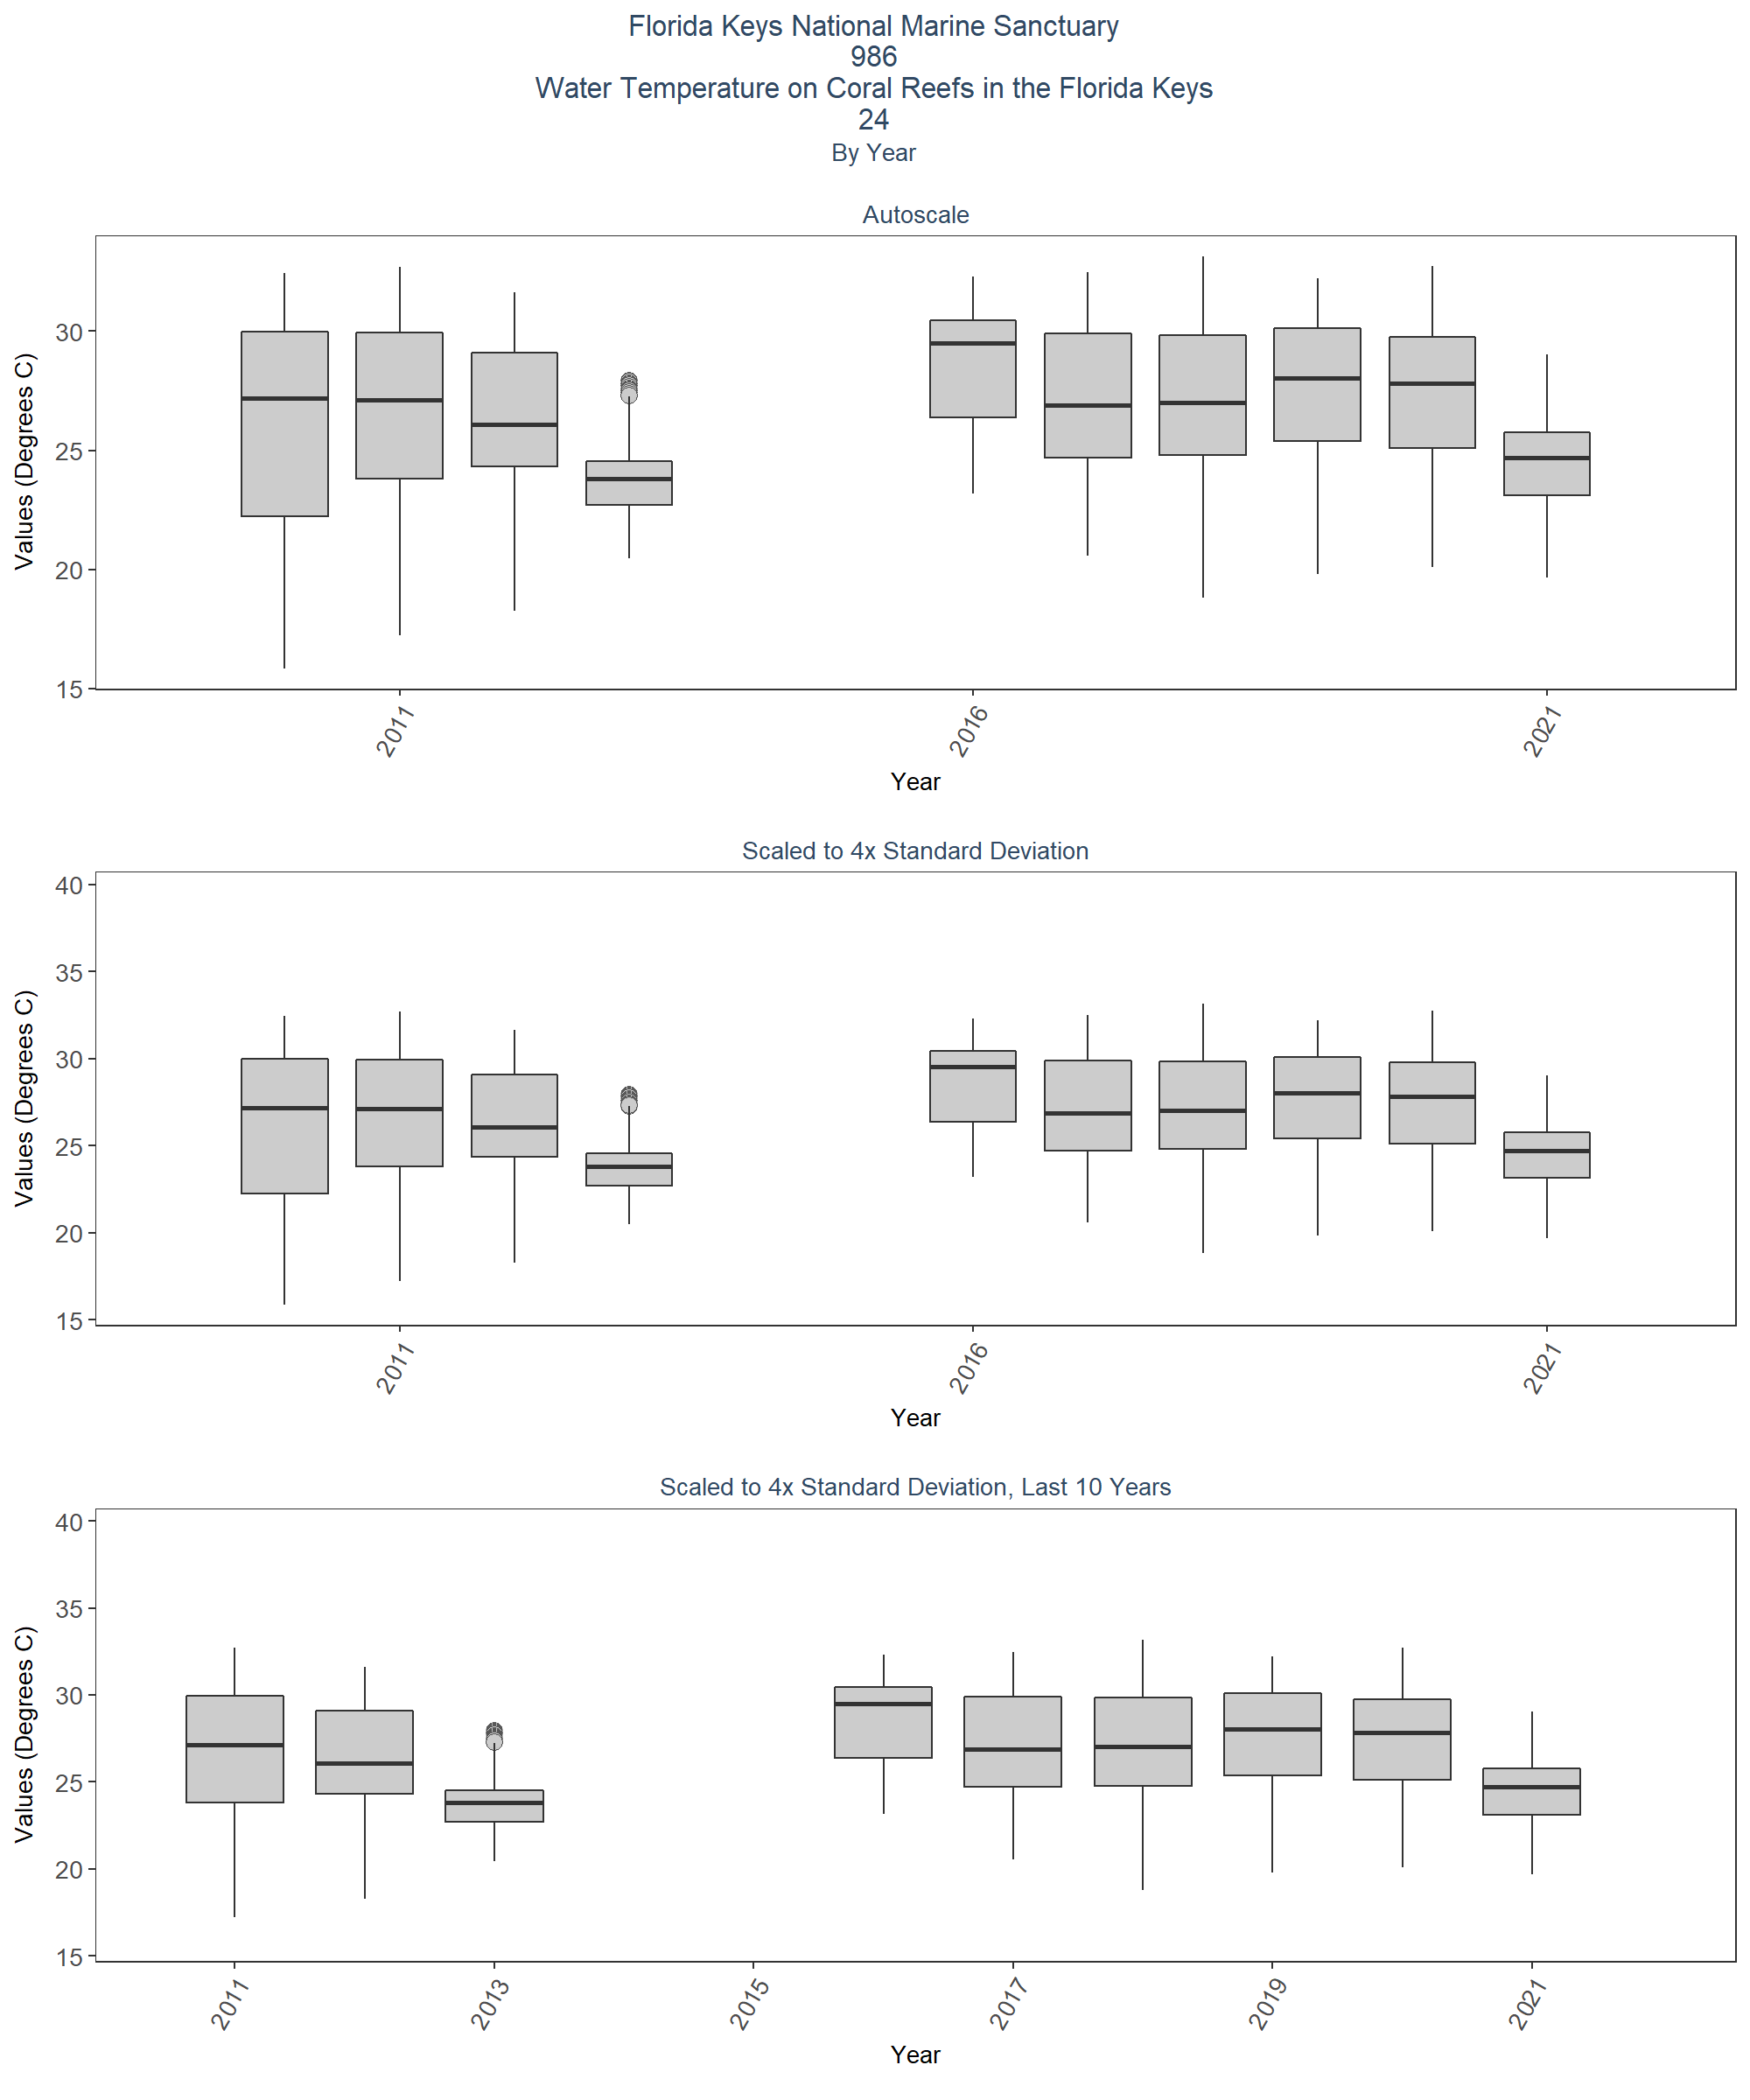 Florida Keys National Marine Sanctuary
986
Water Temperature on Coral Reefs in the Florida Keys
24
By Year
Autoscale
Values (Degrees C)
30
25
20
15
2011
2016
2021
Year
Scaled to 4x Standard Deviation
Values (Degrees C)
40
35
30
25
20
15
2011
2016
2021
Year
Scaled to 4x Standard Deviation, Last 10 Years
Values (Degrees C)
40
35
30
25
20
15
2011
2013
2015
2017
2019
2021
Year